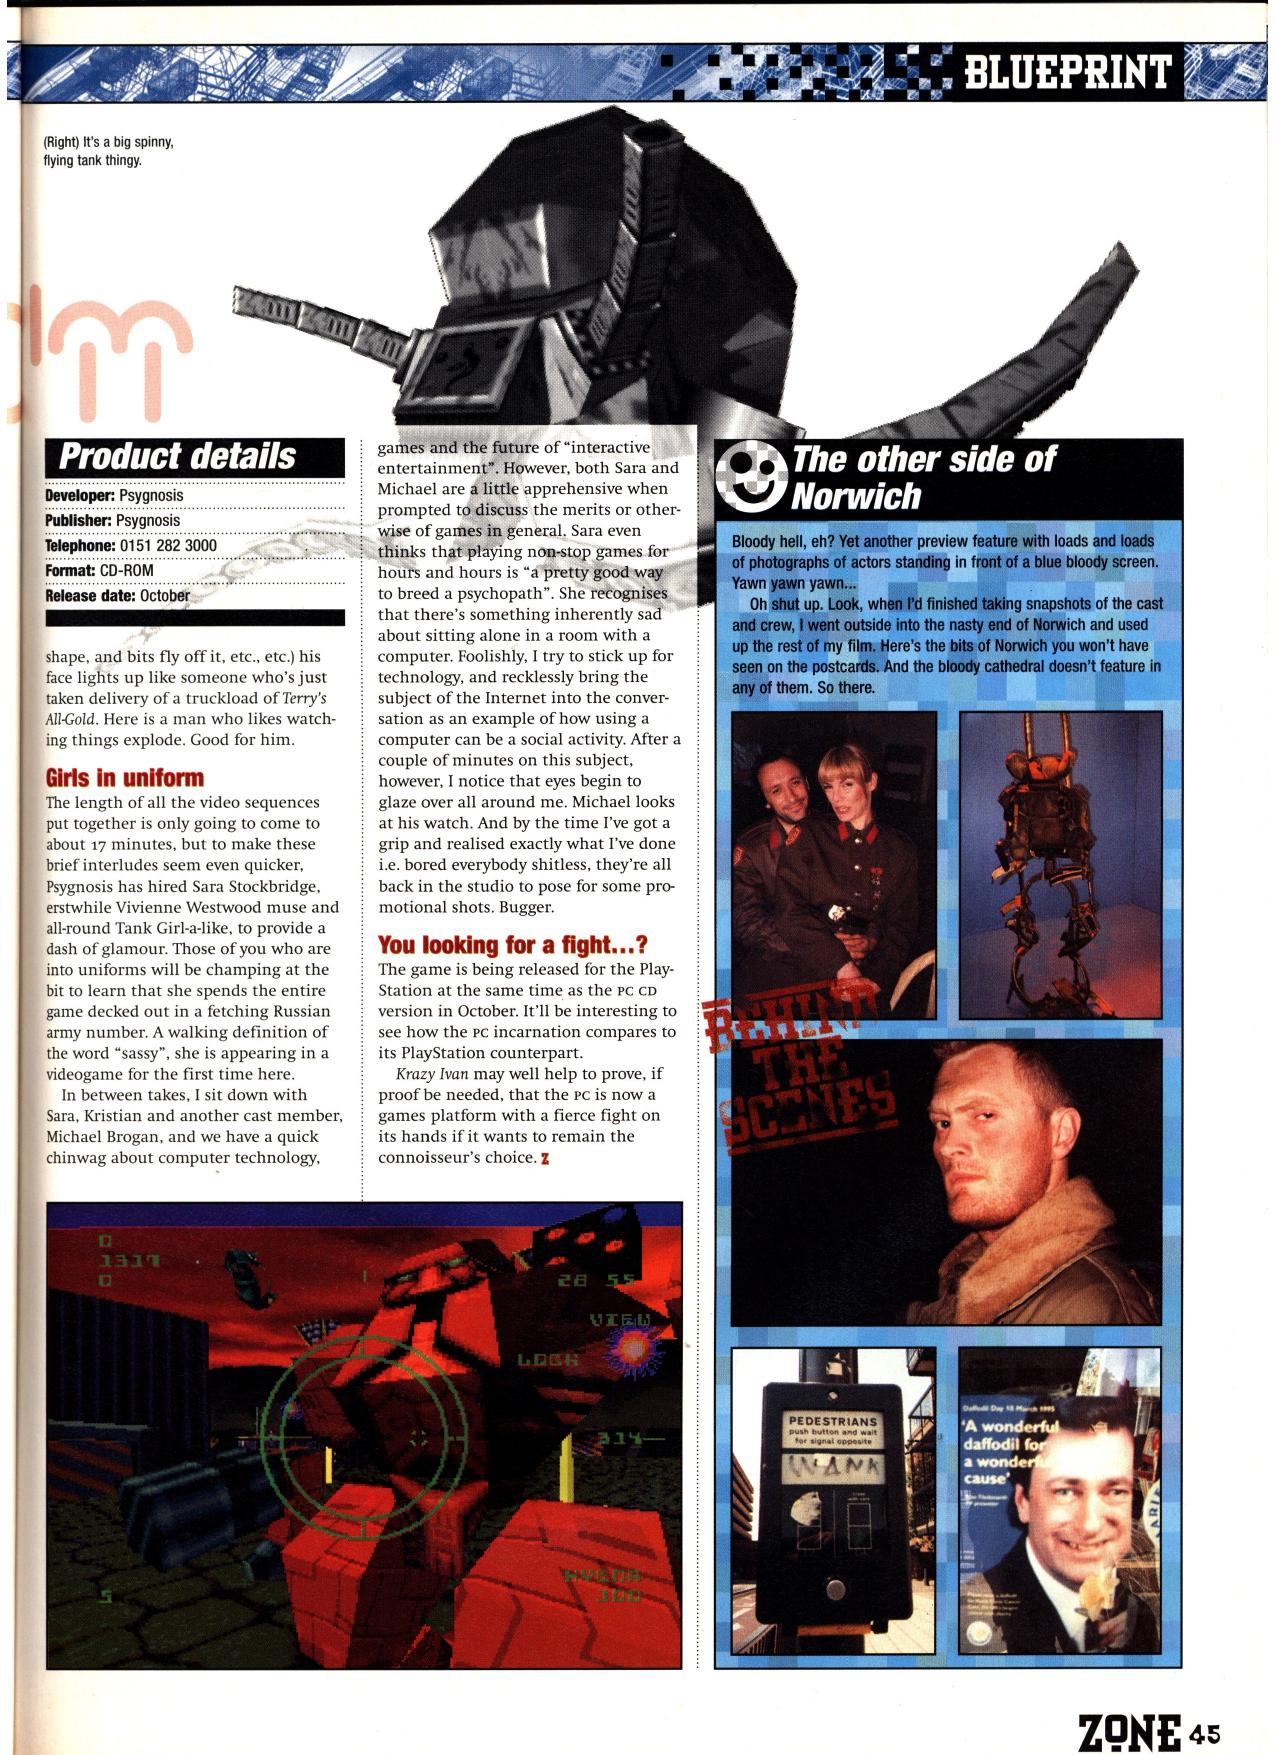 BLUEPRINT
(Right) It's a big spinny,
flying tank thingy.
Product details
Developer: Psygnosis
Publisher: Psygnosis
Telephone: 0151 282 3000
Format: CD-ROM
Release date: October
shape, and bits fly off it, etc., etc.) his
face lights up like someone who's just
taken delivery of a truckload of Terry's
All-Gold. Here is a man who likes watch-
ing things explode. Good for him.
Girls in uniform
The length of all the video sequences
put together is only going to come to
about 17 minutes, but to make these
brief interludes seem even quicker,
Psygnosis has hired Sara Stockbridge,
erstwhile Vivienne Westwood muse and
all-round Tank Girl-a-like, to provide a
dash of glamour. Those of you who are
into uniforms will be champing at the
bit to learn that she spends the entire
game decked out in a fetching Russian
army number. A walking definition of
the word “sassy”, she is appearing in a
videogame for the first time here.
In between takes, I sit down with
Sara, Kristian and another cast member,
Michael Brogan, and we have a quick
chinwag about computer technology,
games and the future of “interactive
entertainment”. However, both Sara and
Michael are a little apprehensive when
prompted to discuss the merits or other-
wise of games in general. Sara even
thinks that playing non-stop games for
hours and hours is “a pretty good way
to breed a psychopath”. She recognises
that there's something inherently sad
about sitting alone in a room with a
computer. Foolishly, I try to stick up for
technology, and recklessly bring the
subject of the Internet into the conver-
sation as an example of how using a
computer can be a social activity. After a
couple of minutes on this subject,
however, I notice that eyes begin to
glaze over all around me. Michael looks
at his watch. And by the time I've got a
grip and realised exactly what I've done
i.e. bored everybody shitless, they're all
back in the studio to pose for some pro-
motional shots. Bugger.
You looking for a fight...?
The game is being released for the Play-
Station at the same time as the PC CD
version in October. It'll be interesting to
see how the PC incarnation compares to
its PlayStation counterpart.
Krazy Ivan may well help to prove, if
proof be needed, that the PC is now a
games platform with a fierce fight on
its hands if it wants to remain the
connoisseur's choice. Z
The other side of
Norwich
Bloody hell, eh? Yet another preview feature with loads and loads
of photographs of actors standing in front of a blue bloody screen.
Yawn yawn yawn...
Oh shut up. Look, when I'd finished taking snapshots of the cast
and crew, I went outside into the nasty end of Norwich and used
up the rest of my film. Here's the bits of Norwich you won't have
seen on the postcards. And the bloody cathedral doesn't feature in
any of them. So there.
BEHIND
THE
SCENES
0
1317
0
28 55
VIEW
LOCK
314
100
5
PEDESTRIANS
push button and wait
for signal opposite
WANK
Daffodil Day 18 March 1995
'A wonderful
daffodil for
a wonderful
cause'
ZONE 45